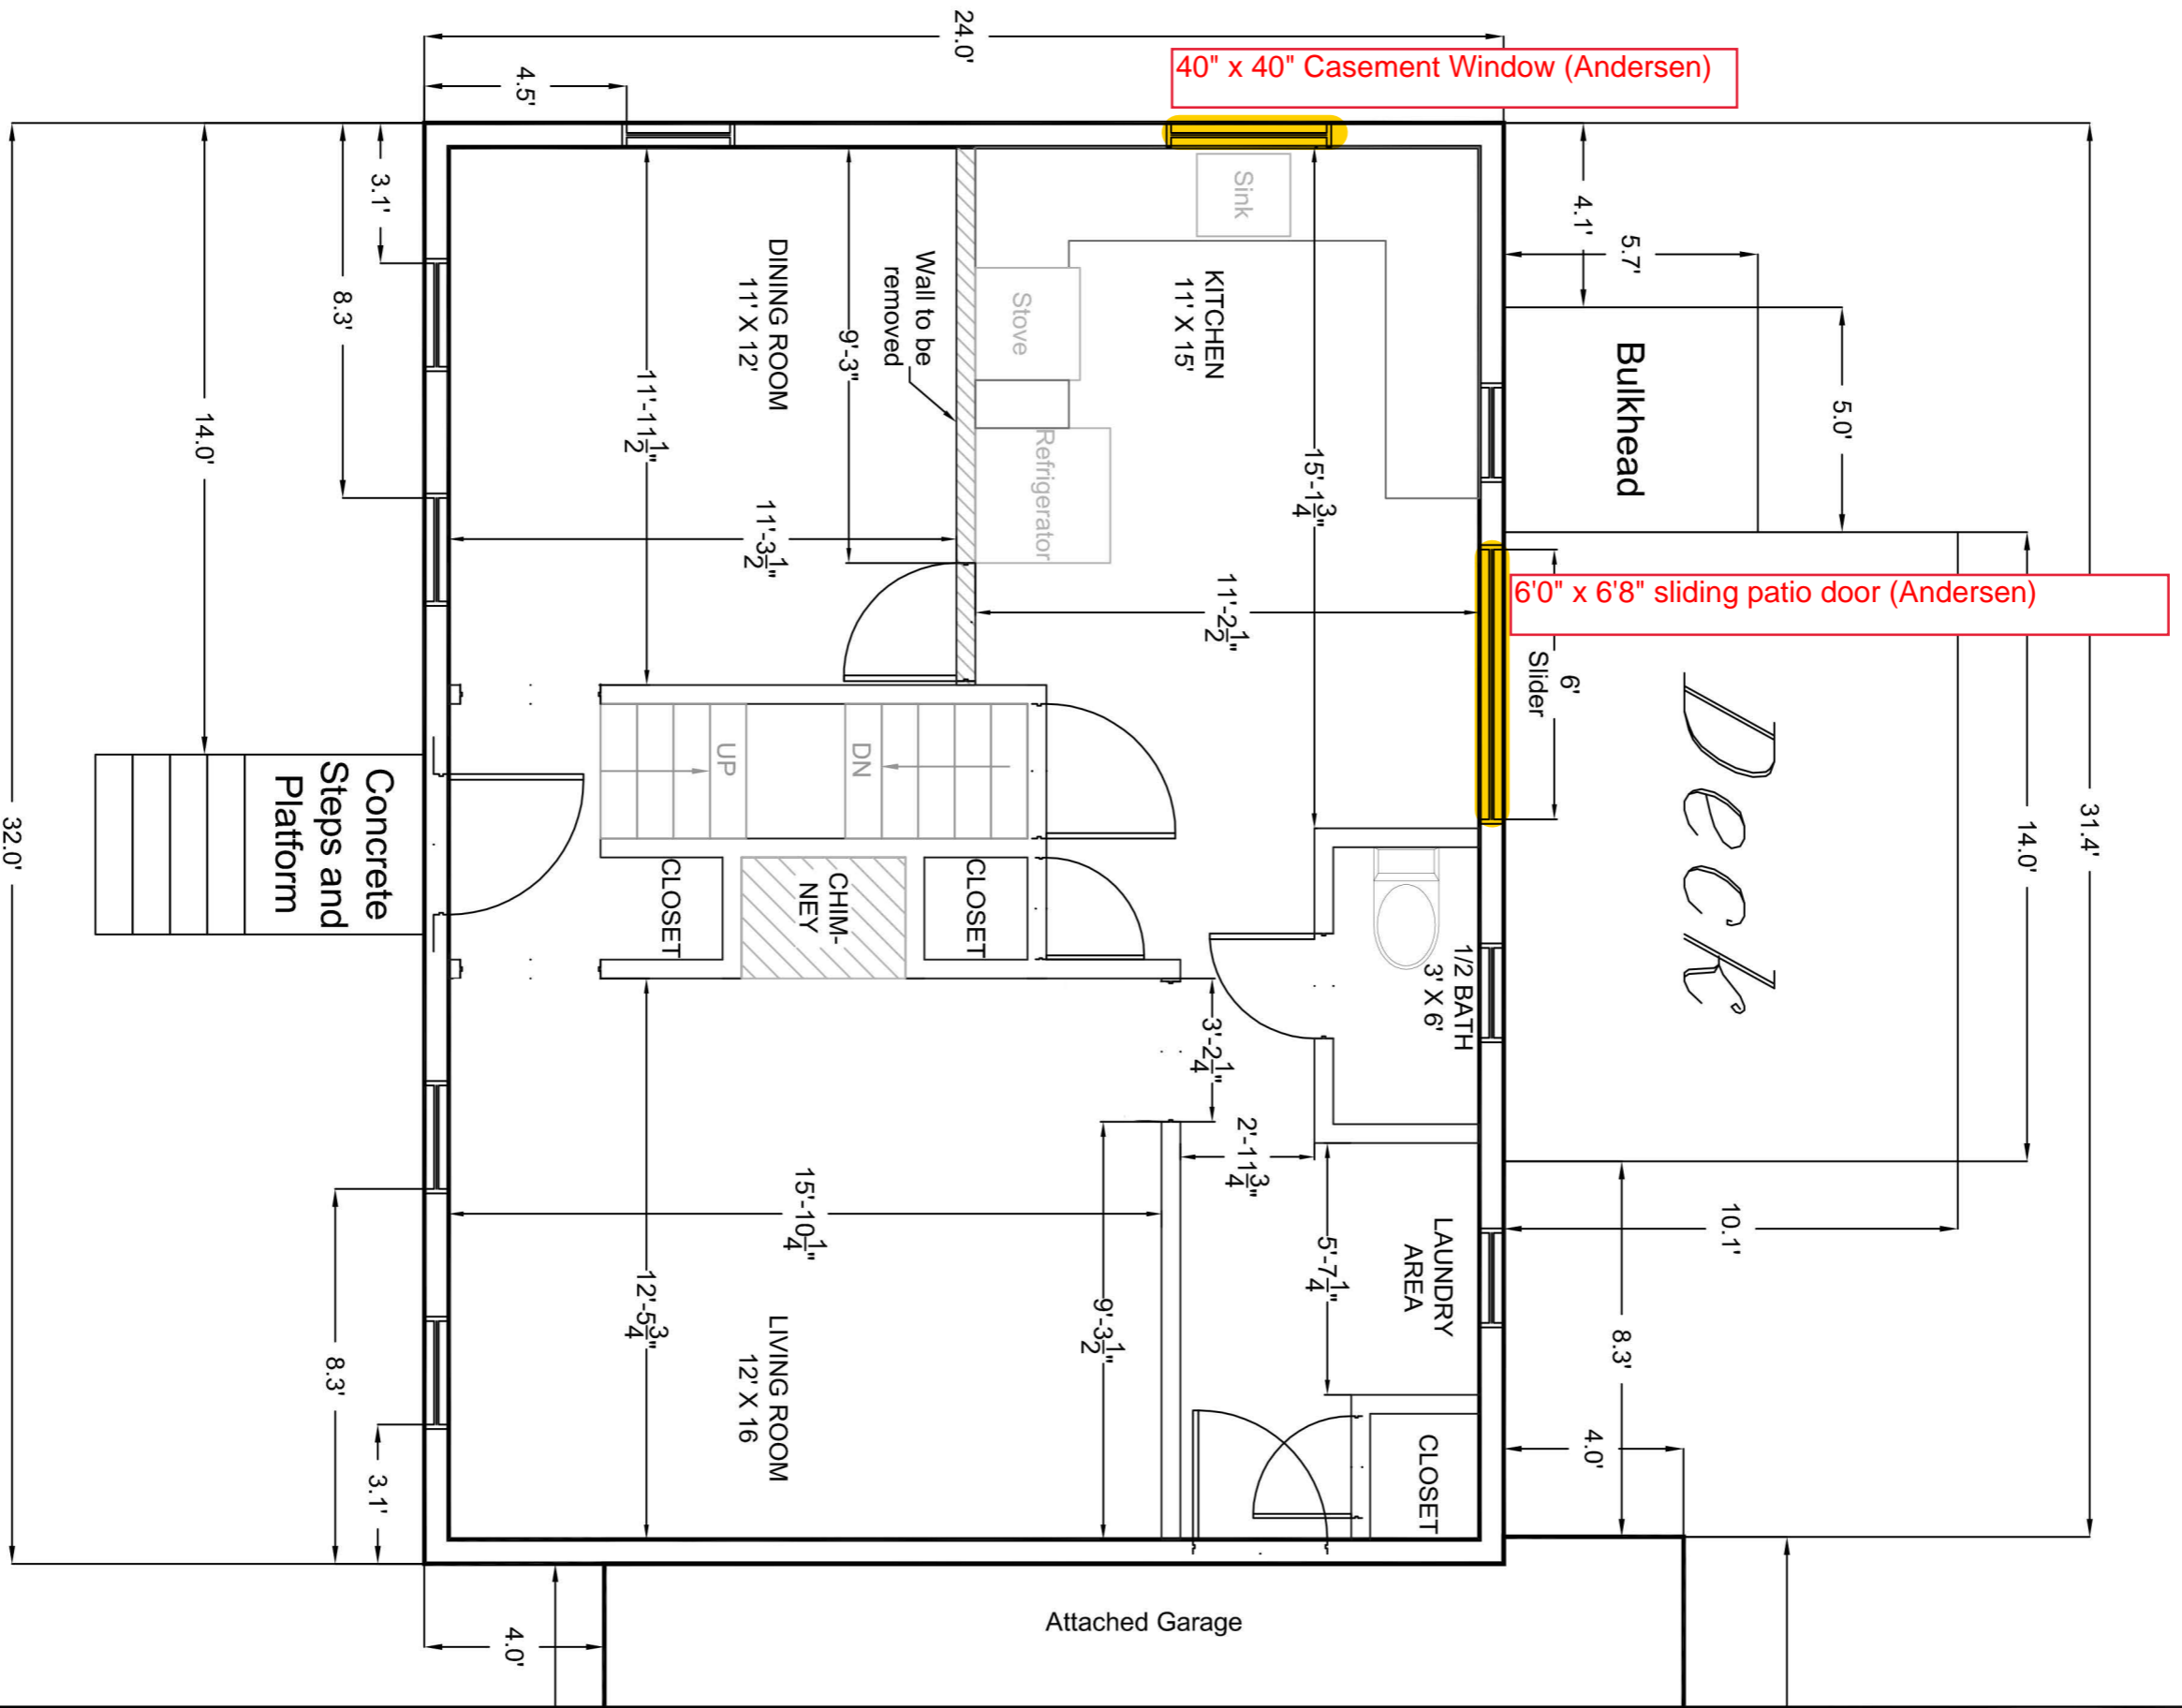 24.0'
40" x 40" Casement Window (Andersen)
4.5'
3.1'
8.3'
14.0'
32.0'
4.1'
5.7'
5.0'
Bulkhead
31.4'
14.0'
6'0" x 6'8" sliding patio door (Andersen)
6'
Slider
Deck
10.1'
8.3'
4.0'
Sink
KITCHEN
11' X 15'
Stove
Refrigerator
15'-1 3/4"
11'-2 1/2"
Wall to be
removed
DINING ROOM
11' X 12'
9'-3"
11'-11 1/2"
11'-3 1/2"
UP
DN
CLOSET
CHIM-
NEY
CLOSET
1/2 BATH
3' X 6'
3'-2 1/4"
2'-11 3/4"
LAUNDRY
AREA
5'-7 1/4"
CLOSET
9'-3 1/2"
15'-10 1/4"
12'-5 3/4"
LIVING ROOM
12' X 16
Concrete
Steps and
Platform
8.3'
3.1'
4.0'
Attached Garage